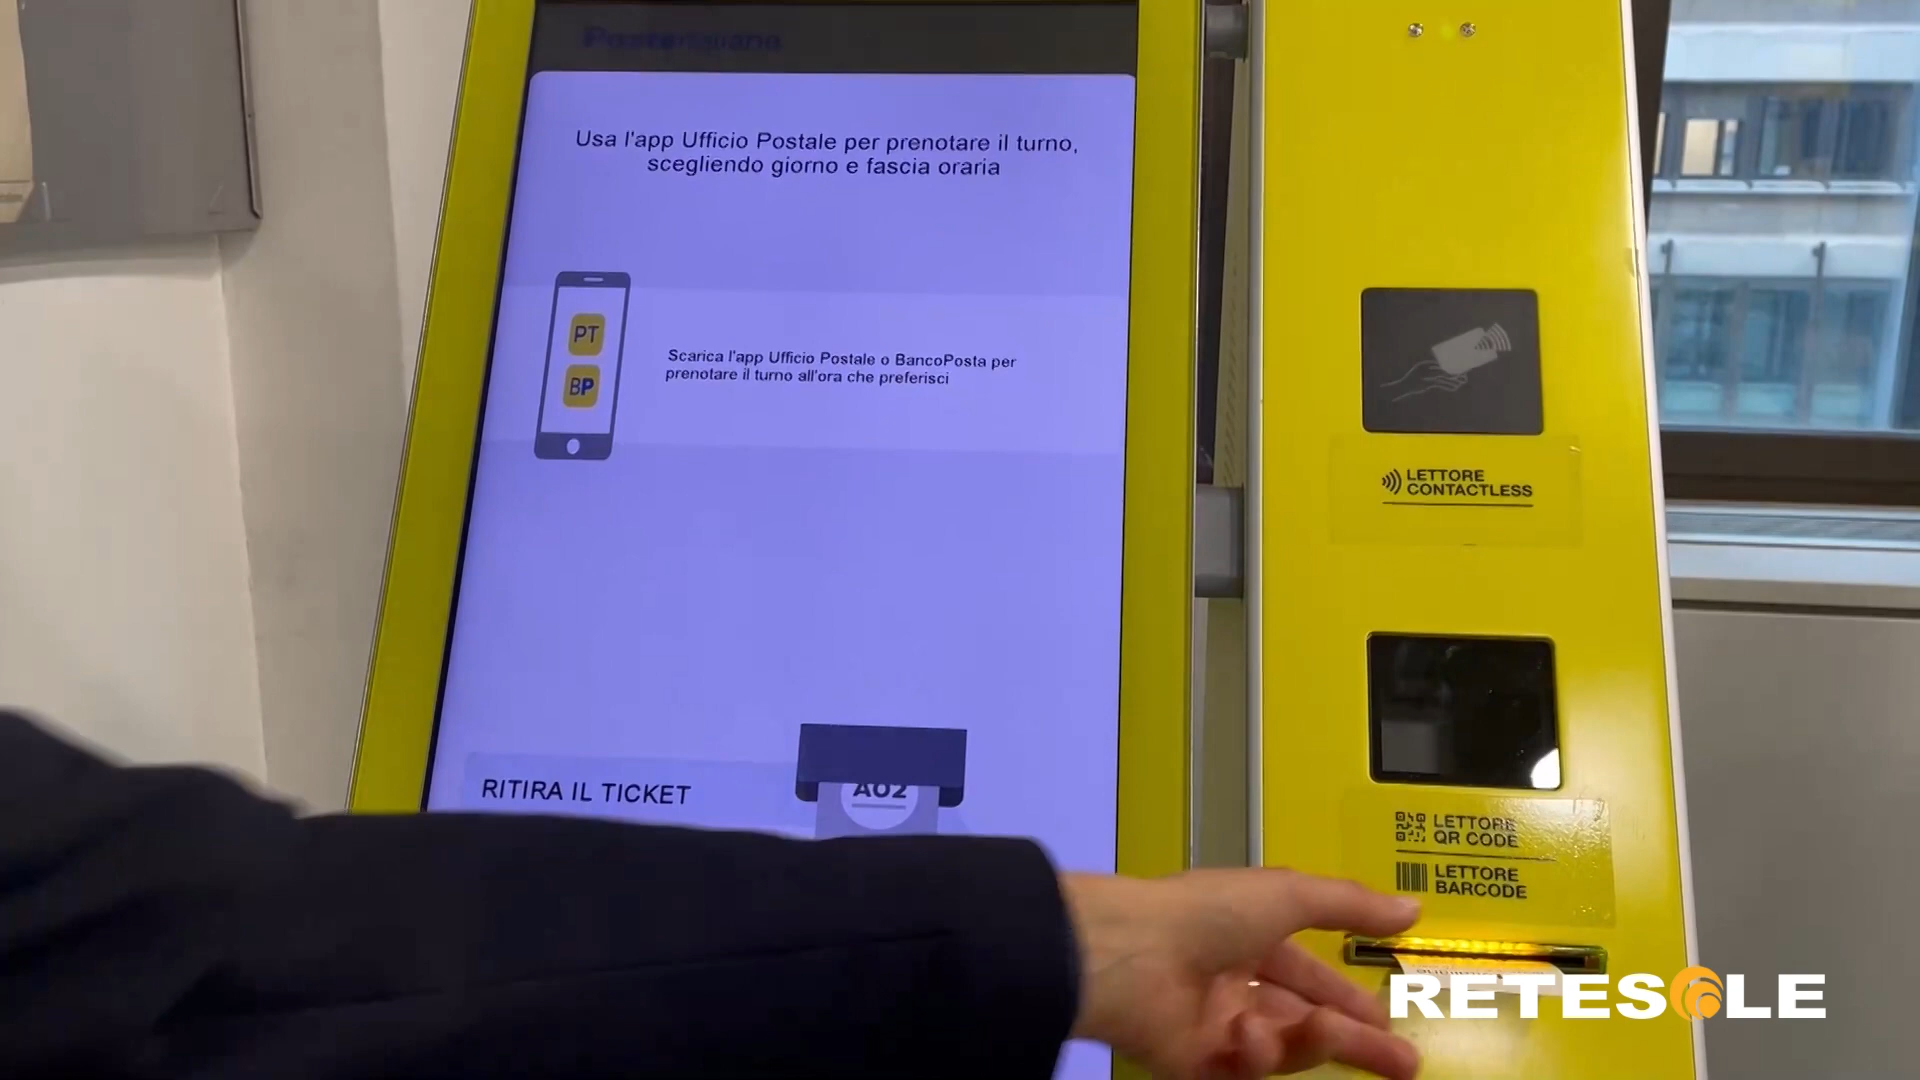 Posteitaliane
Usa l'app Ufficio Postale per prenotare il turno,
scegliendo giorno e fascia oraria
PT
BP
Scarica l'app Ufficio Postale o BancoPosta per
prenotare il turno all'ora che preferisci
RITIRA IL TICKET
A02
LETTORE
CONTACTLESS
LETTORE
QR CODE
LETTORE
BARCODE
RETESOLE